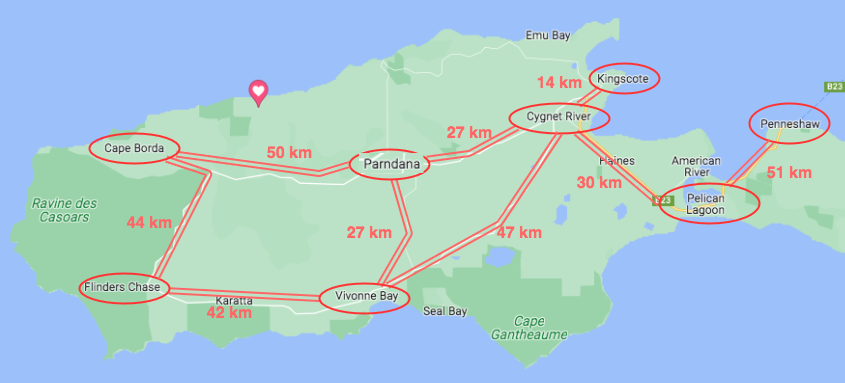 Emu Bay
Kingscote
14 km
B23
Cygnet River
Penneshaw
27 km
Cape Borda
50 km
Parndana
Haines
American
River
51 km
30 km
B23
Pelican
Lagoon
Ravine des
Casoars
44 km
27 km
47 km
Flinders Chase
Karatta
42 km
Vivonne Bay
Seal Bay
Cape
Gantheaume